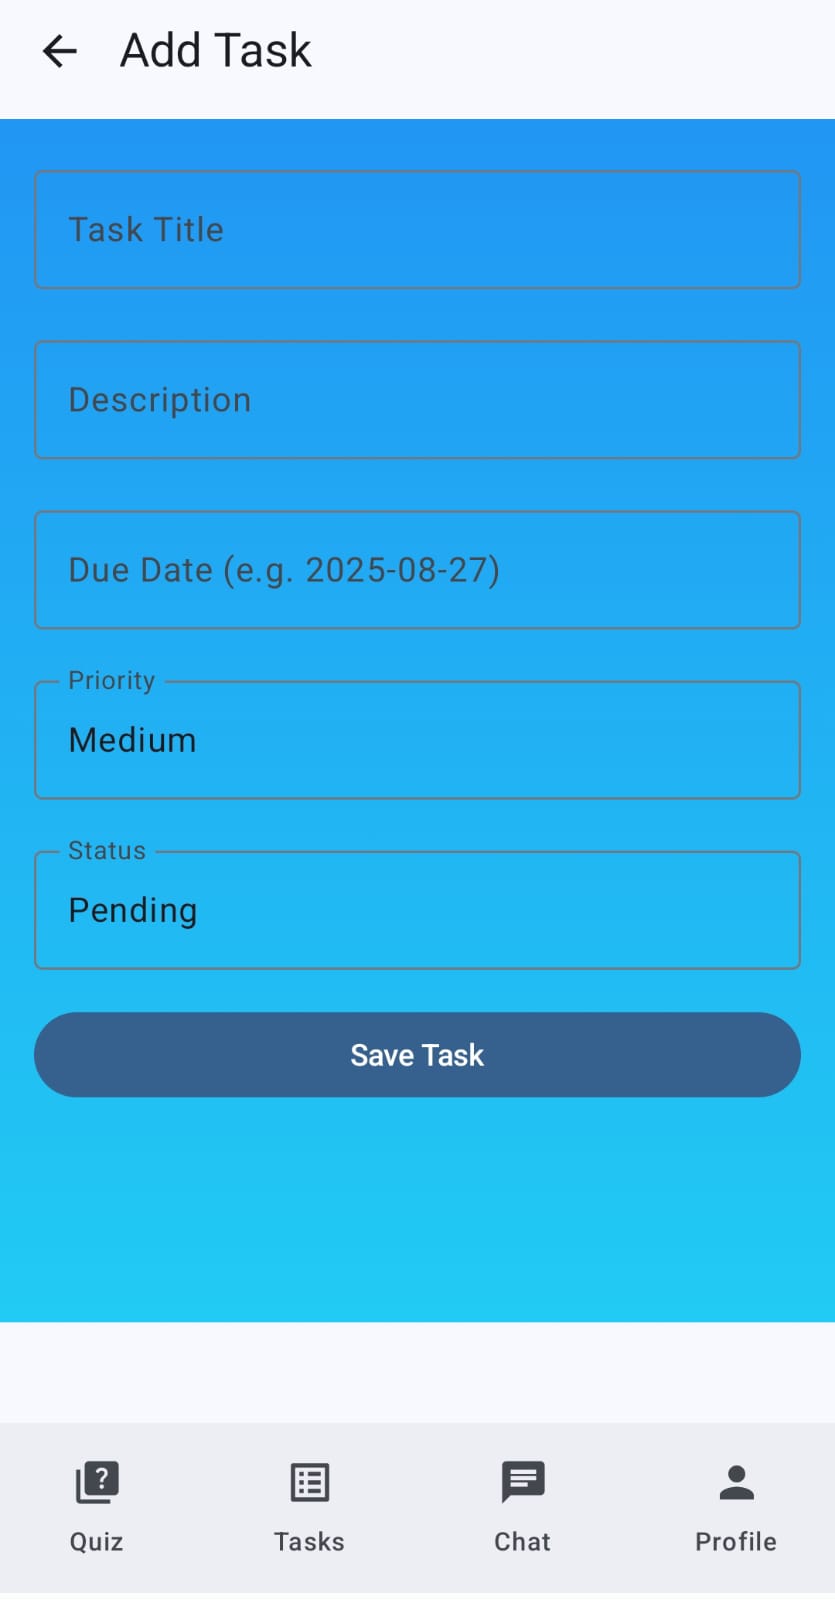 Add Task
Task Title
Description
Due Date (e.g. 2025-08-27)
Priority
Medium
Status
Pending
Save Task
Quiz
Tasks
Chat
Profile